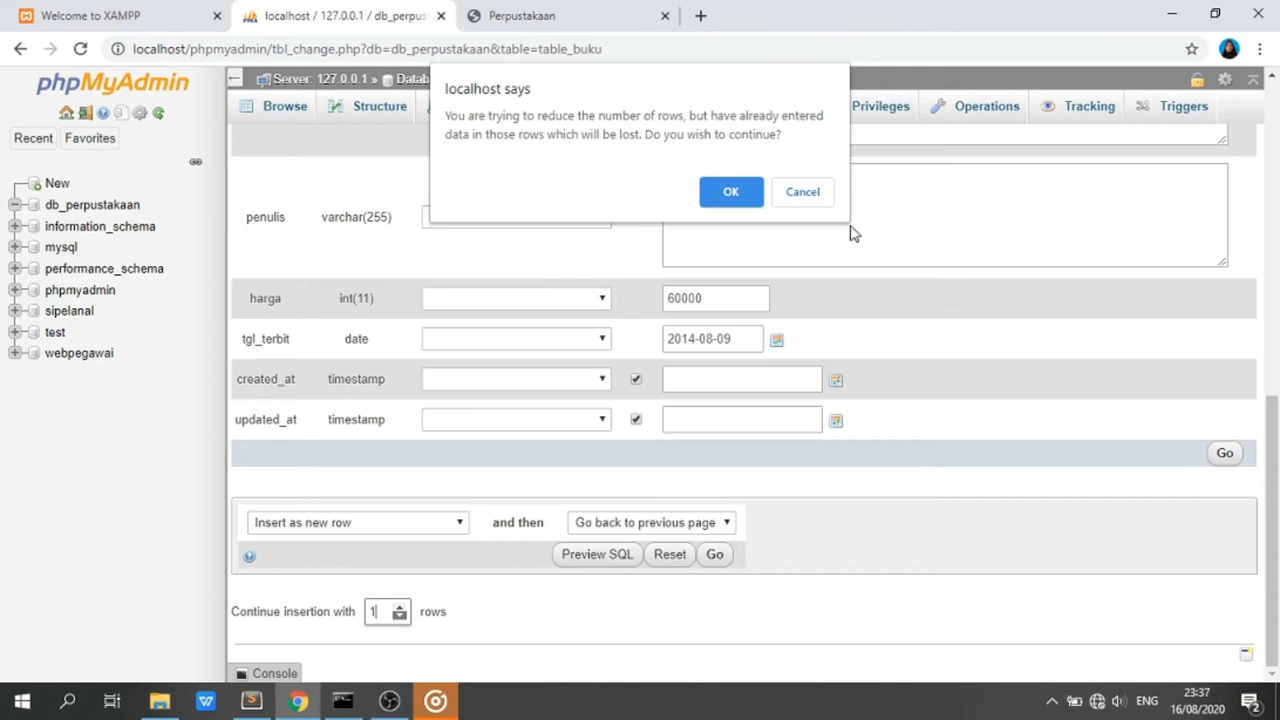 Welcome to XAMPP
localhost / 127.0.0.1 / db_perpus
Perpustakaan
localhost/phpmyadmin/tbl_change.php?db=db_perpustakaan&table=table_buku
phpMyAdmin
Recent
Favorites
New
db_perpustakaan
information_schema
mysql
performance_schema
phpmyadmin
sipelanal
test
webpegawai
Server: 127.0.0.1 »
Datab
Browse
Structure
Privileges
Operations
Tracking
Triggers
localhost says
You are trying to reduce the number of rows, but have already entered
data in those rows which will be lost. Do you wish to continue?
OK
Cancel
penulis varchar(255)
harga int(11) 60000
tgl_terbit date 2014-08-09
created_at timestamp
updated_at timestamp
Go
Insert as new row and then Go back to previous page
Preview SQL Reset Go
Continue insertion with 1 rows
Console
ENG
23:37
16/08/2020
2